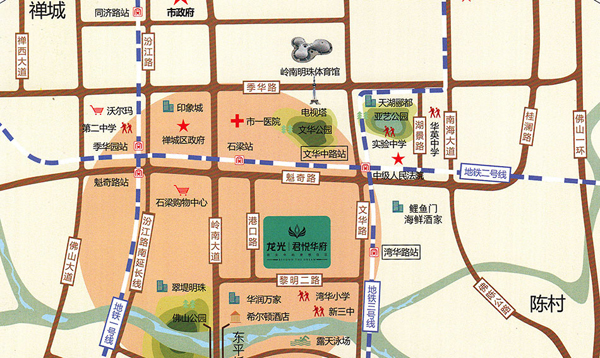 禅城
同济路站
市政府
禅西大道
汾江路
岭南明珠体育馆
季华路
沃尔玛
印象城
第二中学
市一医院
电视塔
文华公园
天湖郦都
亚艺公园
华英中学
实验中学
湖景路
南海大道
桂澜路
佛山一环
季华园站
禅城区政府
石梁站
文华中路站
中级人民法院
地铁二号线
魁奇路站
魁奇路
石梁购物中心
文华路
鲤鱼门
海鲜酒家
汾江路南延长线
岭南大道
港口路
龙光
君悦华府
湾华路站
佛山大道
黎明二路
翠堤明珠
华润万家
湾华小学
新三中
希尔顿酒店
佛山公园
地铁一号线
地铁三号线
露天泳场
陈村